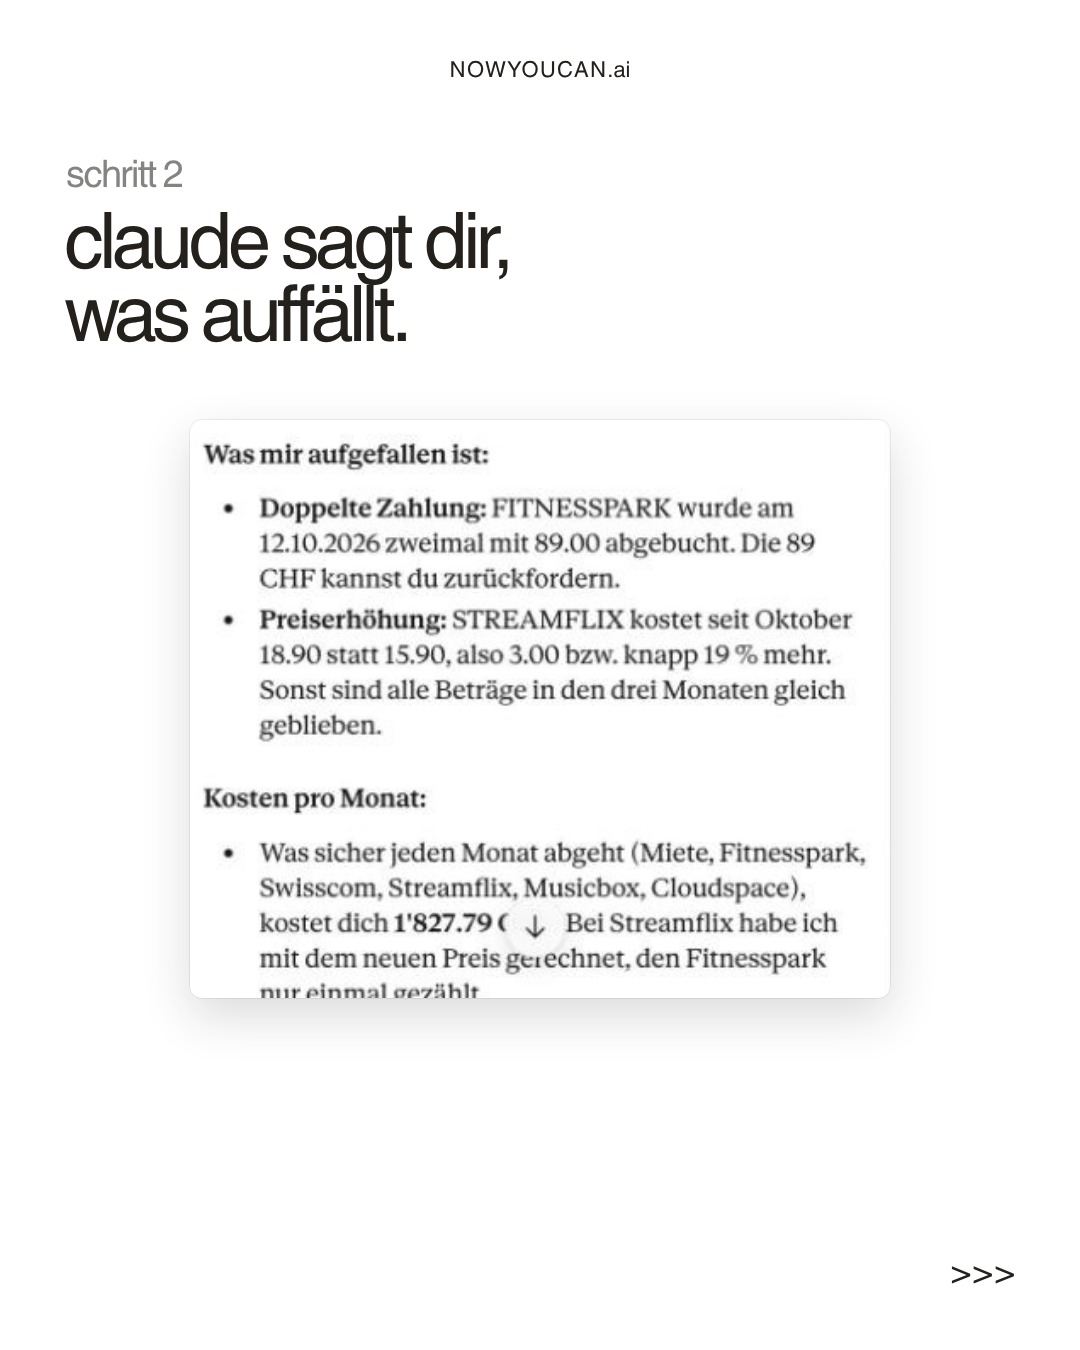 NOWYOUCAN.ai
schritt 2
claude sagt dir,
was auffällt.
Was mir aufgefallen ist:
• Doppelte Zahlung: FITNESSPARK wurde am
12.10.2026 zweimal mit 89.00 abgebucht. Die 89
CHF kannst du zurückfordern.
• Preiserhöhung: STREAMFLIX kostet seit Oktober
18.90 statt 15.90, also 3.00 bzw. knapp 19 % mehr.
Sonst sind alle Beträge in den drei Monaten gleich
geblieben.
Kosten pro Monat:
• Was sicher jeden Monat abgeht (Miete, Fitnesspark,
Swisscom, Streamflix, Musicbox, Cloudspace),
kostet dich 1'827.79 Bei Streamflix habe ich
mit dem neuen Preis gerechnet, den Fitnesspark
nur einmal gezählt
>>>